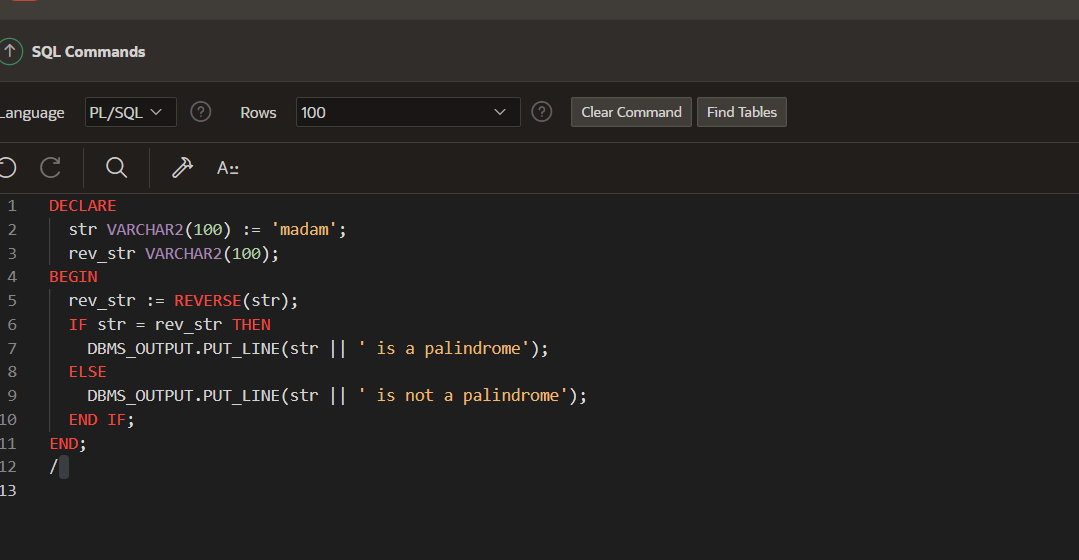 SQL Commands
Language PL/SQL ? Rows 100 ? Clear Command Find Tables
A::
1 DECLARE
2 str VARCHAR2(100) := 'madam';
3 rev_str VARCHAR2(100);
4 BEGIN
5 rev_str := REVERSE(str);
6 IF str = rev_str THEN
7 DBMS_OUTPUT.PUT_LINE(str || ' is a palindrome');
8 ELSE
9 DBMS_OUTPUT.PUT_LINE(str || ' is not a palindrome');
10 END IF;
11 END;
12 /
13